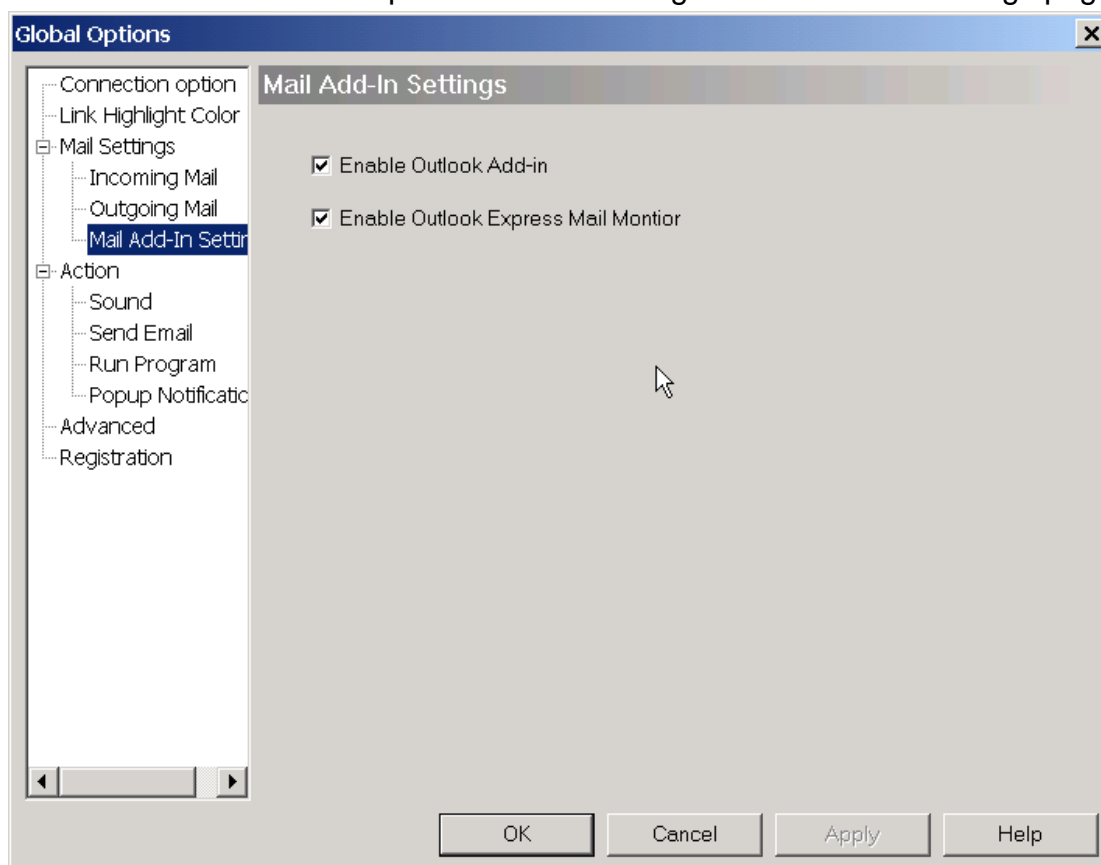 Global Options
Connection option
Link Highlight Color
Mail Settings
Incoming Mail
Outgoing Mail
Mail Add-In Settin
Action
Sound
Send Email
Run Program
Popup Notificatic
Advanced
Registration
Mail Add-In Settings
Enable Outlook Add-in
Enable Outlook Express Mail Montior
OK Cancel Apply Help